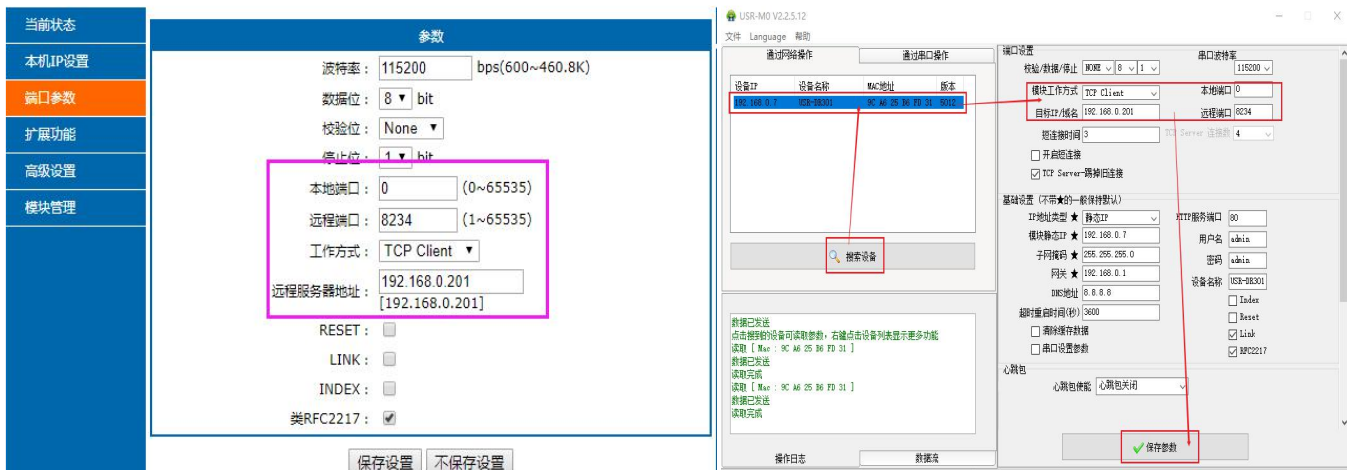 当前状态
本机IP设置
端口参数
扩展功能
高级设置
模块管理
参数
波特率： 115200 bps(600~460.8K)
数据位： 8 bit
校验位： None
停止位： 1 bit
本地端口： 0 (0~65535)
远程端口： 8234 (1~65535)
工作方式： TCP Client
远程服务器地址： 192.168.0.201
[192.168.0.201]
RESET：
LINK：
INDEX：
类RFC2217：
保存设置 不保存设置
USR-M0 V2.2.5.12
文件 Language 帮助
通过网络操作 通过串口操作
设备IP 设备名称 MAC地址 版本
192.168.0.7 USR-DR301 9C A6 25 B6 FD 31 5012
搜索设备
数据已发送
点击搜到的设备可读取参数，右键点击设备列表显示更多功能
读取 [ Mac : 9C A6 25 B6 FD 31 ]
数据已发送
读取完成
读取 [ Mac : 9C A6 25 B6 FD 31 ]
数据已发送
读取完成
操作日志 数据流
端口设置
串口波特率
校验/数据/停止 NONE 8 1 115200
模块工作方式 TCP Client 本地端口 0
目标IP/域名 192.168.0.201 远程端口 8234
短连接时间 3 TCP Server 连接数 4
开启短连接
TCP Server-踢掉旧连接
基础设置 (不带★的一般保持默认)
IP地址类型 ★ 静态IP HTTP服务端口 80
模块静态IP ★ 192.168.0.7 用户名 admin
子网掩码 ★ 255.255.255.0 密码 admin
网关 ★ 192.168.0.1 设备名称 USR-DR301
DNS地址 8.8.8.8 Index
超时重启时间(秒) 3600 Reset
清除缓存数据 Link
串口设置参数 RFC2217
心跳包
心跳包使能 心跳包关闭
保存参数